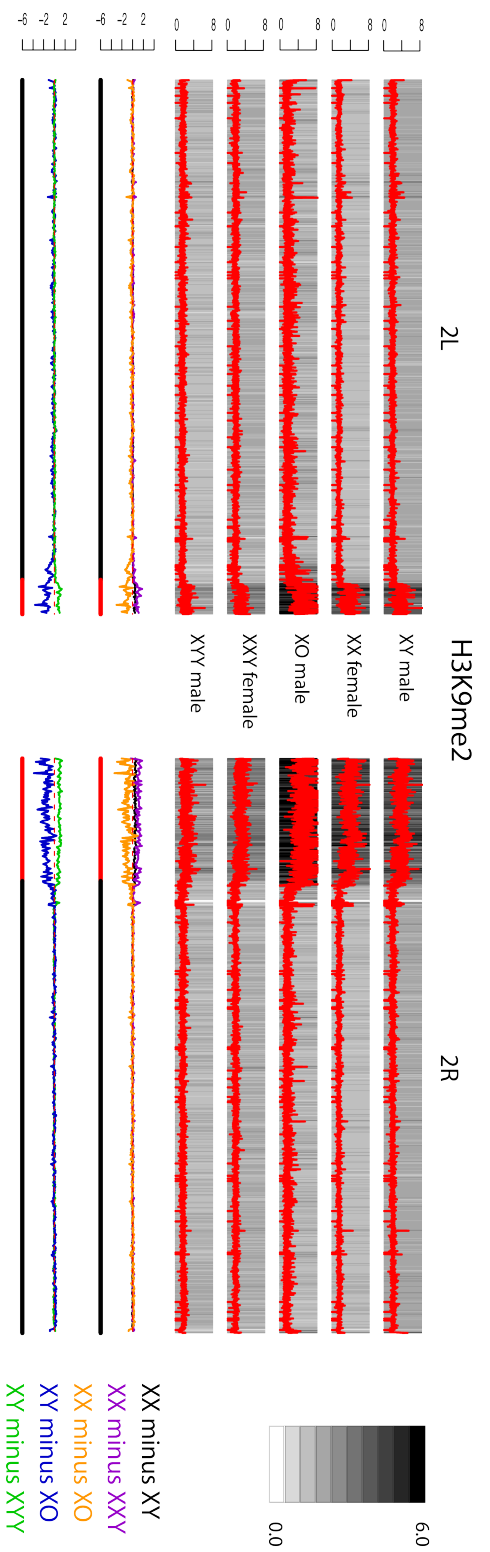 H3K9me2
2L
2R
0 8
XY male
0 8
XX female
0 8
XO male
0 8
XXY female
0 8
XYY male
-6 -2 2
-6 -2 2
0.0
6.0
XX minus XY
XX minus XXY
XX minus XO
XY minus XO
XY minus XYY